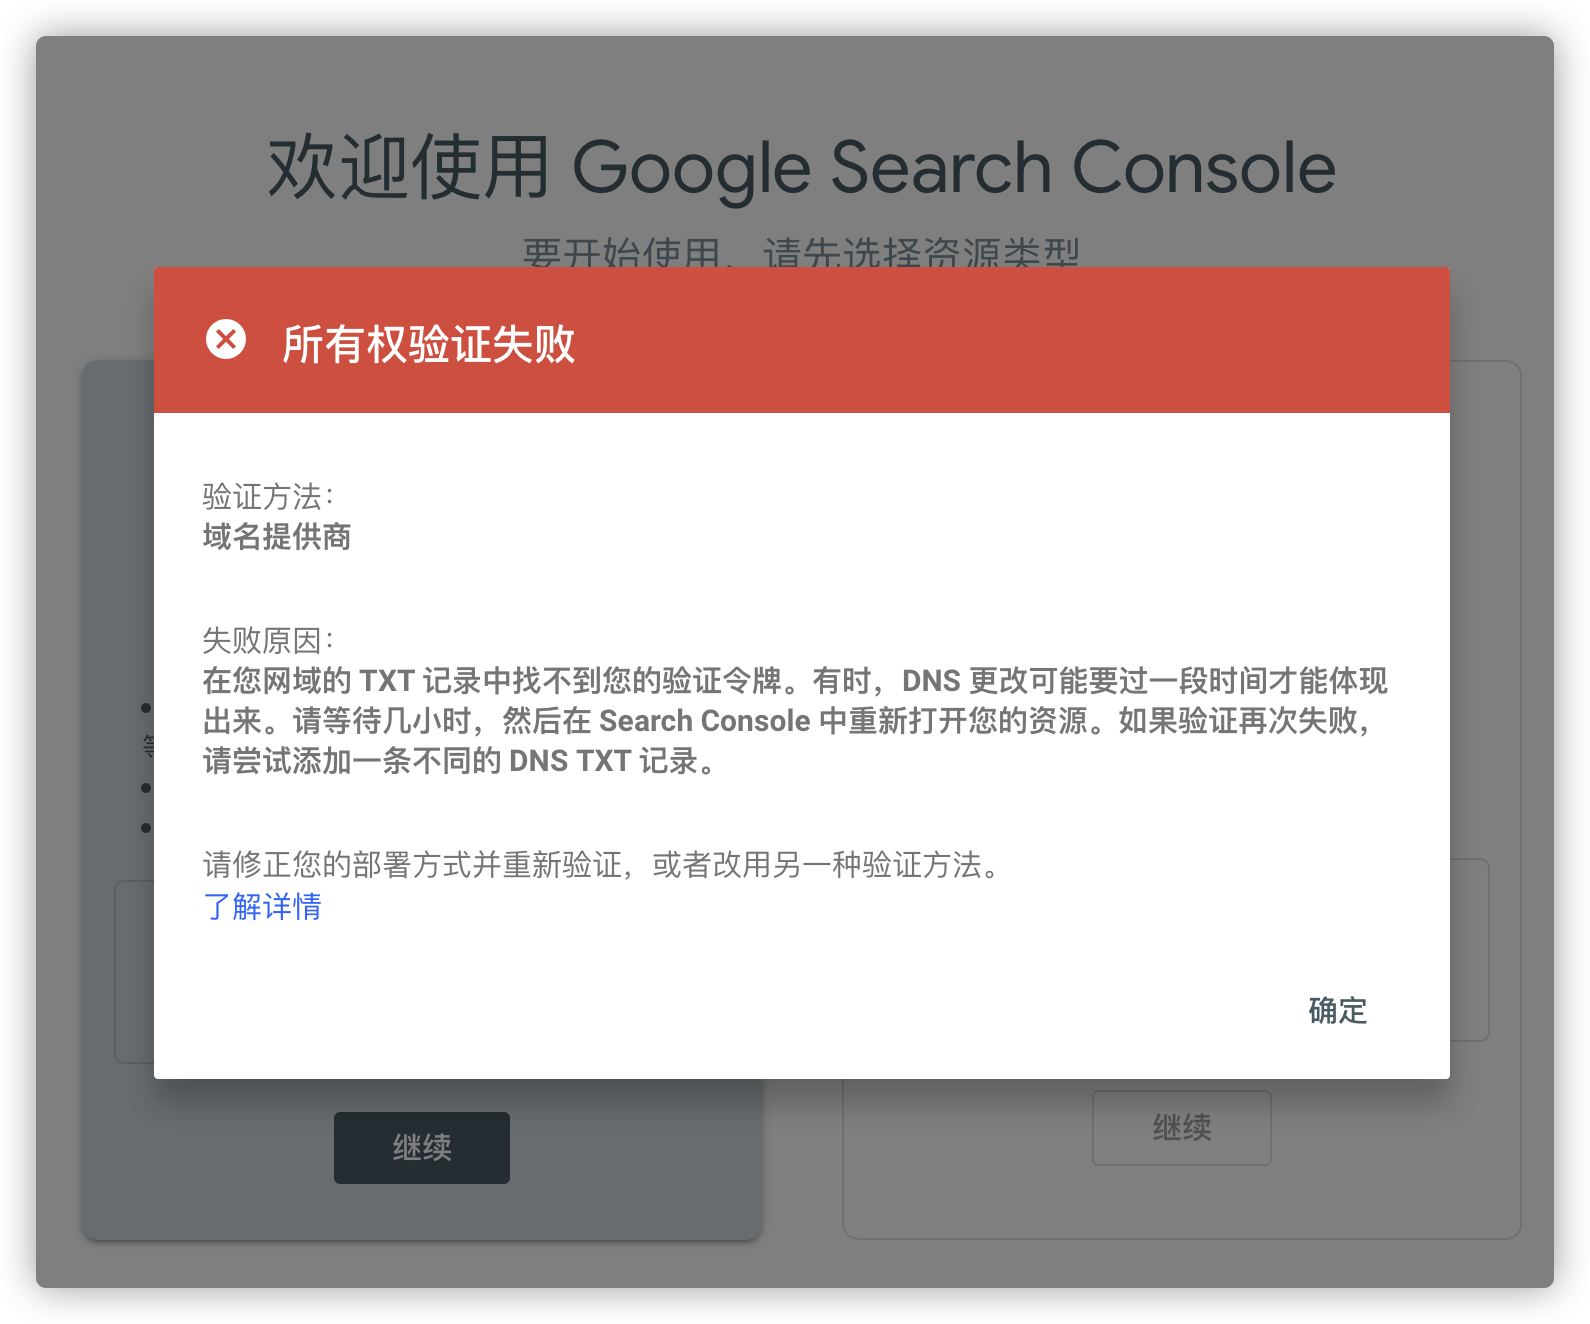 欢迎使用 Google Search Console
要开始使用，请先选择资源类型
所有权验证失败
验证方法：
域名提供商
失败原因：
在您网域的 TXT 记录中找不到您的验证令牌。有时，DNS 更改可能要过一段时间才能体现
出来。请等待几小时，然后在 Search Console 中重新打开您的资源。如果验证再次失败，
请尝试添加一条不同的 DNS TXT 记录。
等
请修正您的部署方式并重新验证，或者改用另一种验证方法。
了解详情
确定
继续
继续